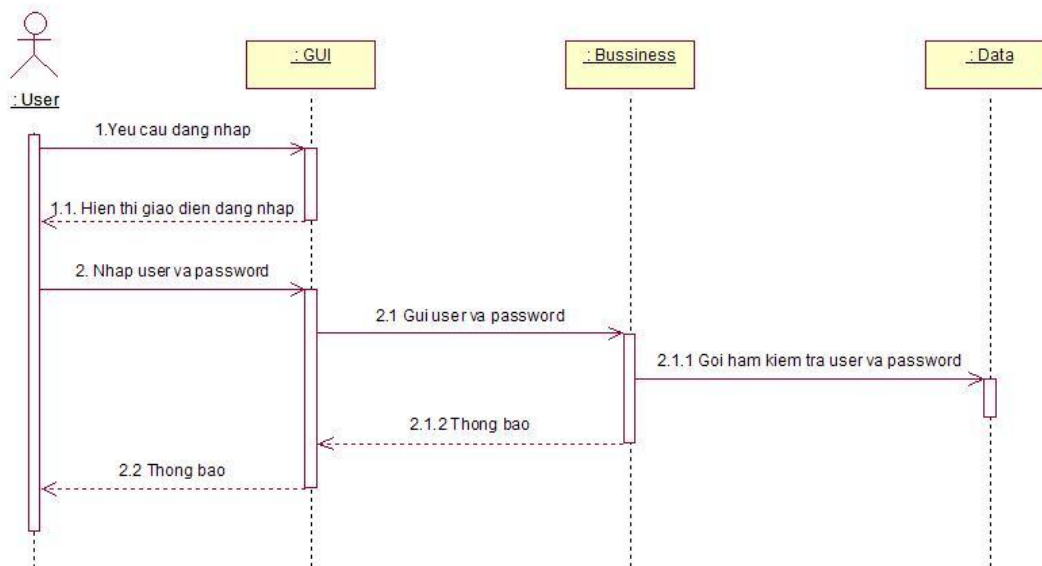 : User
: GUI
: Bussiness
: Data
1.Yeu cau dang nhap
1.1. Hien thi giao dien dang nhap
2. Nhap user va password
2.1 Gui user va password
2.1.1 Goi ham kiem tra user va password
2.1.2 Thong bao
2.2 Thong bao